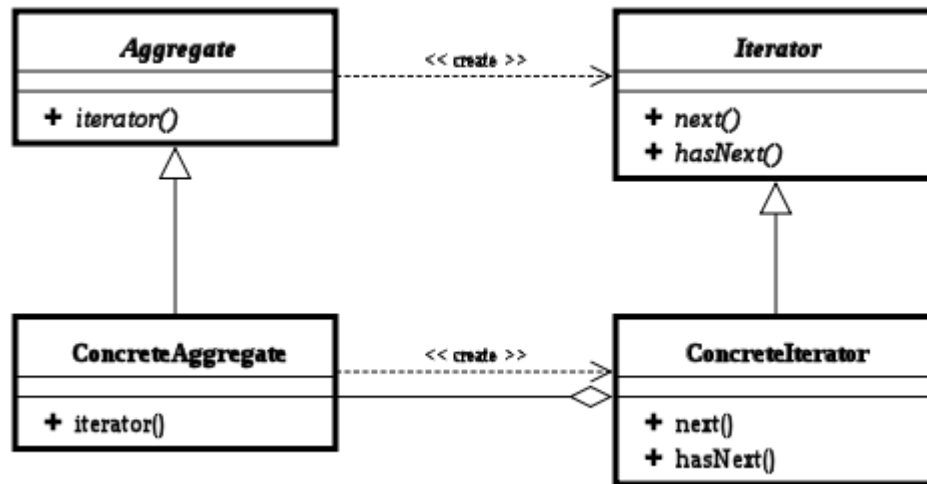 Aggregate
<< create >>
Iterator
+ iterator()
+ next()
+ hasNext()
ConcreteAggregate
<< create >>
ConcreteIterator
+ iterator()
+ next()
+ hasNext()